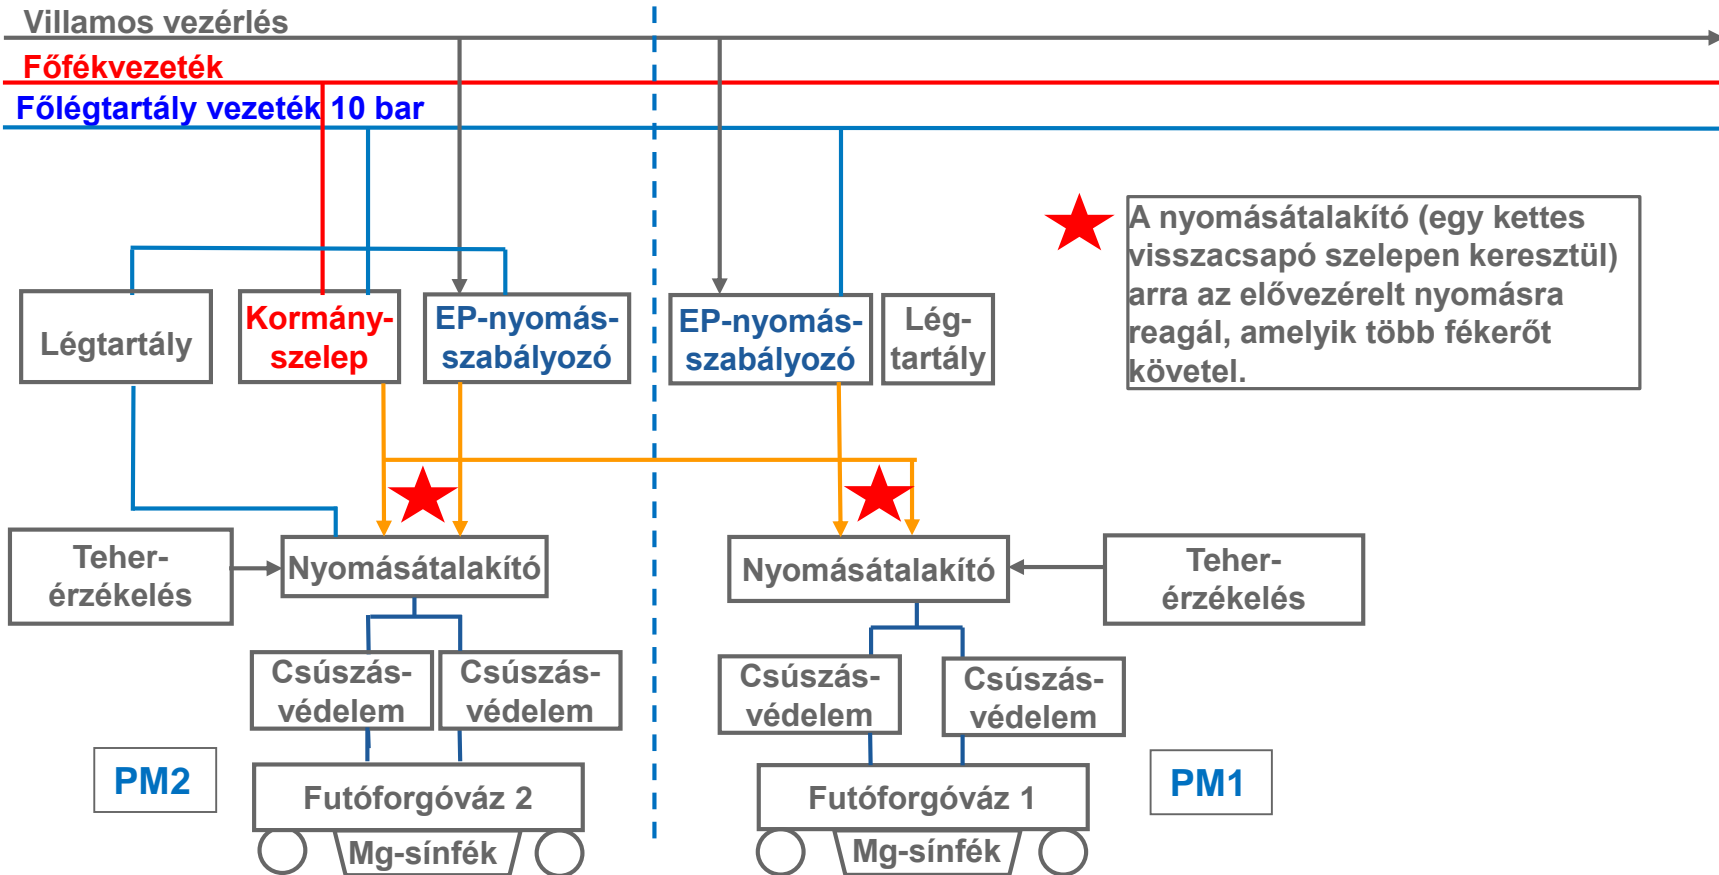 Villamos vezérlés
Főfékvezeték
Főlégtartály vezeték 10 bar
A nyomásátalakító (egy kettes
visszacsapó szelepen keresztül)
arra az elővezérelt nyomásra
reagál, amelyik több fékerőt
követel.
Légtartály
Kormány-
szelep
EP-nyomás-
szabályozó
EP-nyomás-
szabályozó
Lég-
tartály
Teher-
érzékelés
Nyomásátalakító
Nyomásátalakító
Teher-
érzékelés
Csúszás-
védelem
Csúszás-
védelem
Csúszás-
védelem
Csúszás-
védelem
PM2
Futóforgóváz 2
Mg-sínfék
Futóforgóváz 1
Mg-sínfék
PM1